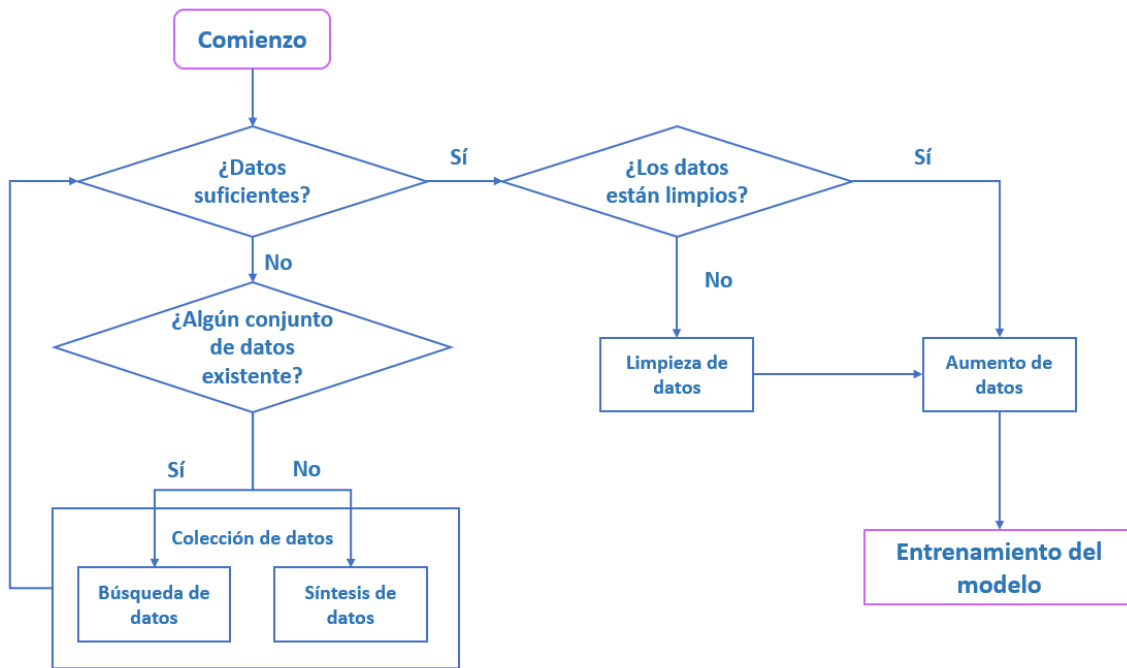 Comienzo
¿Datos
suficientes?
Sí
¿Los datos
están limpios?
Sí
No
No
¿Algún conjunto
de datos
existente?
Limpieza de
datos
Aumento de
datos
Sí
No
Colección de datos
Búsqueda de
datos
Síntesis de
datos
Entrenamiento del
modelo